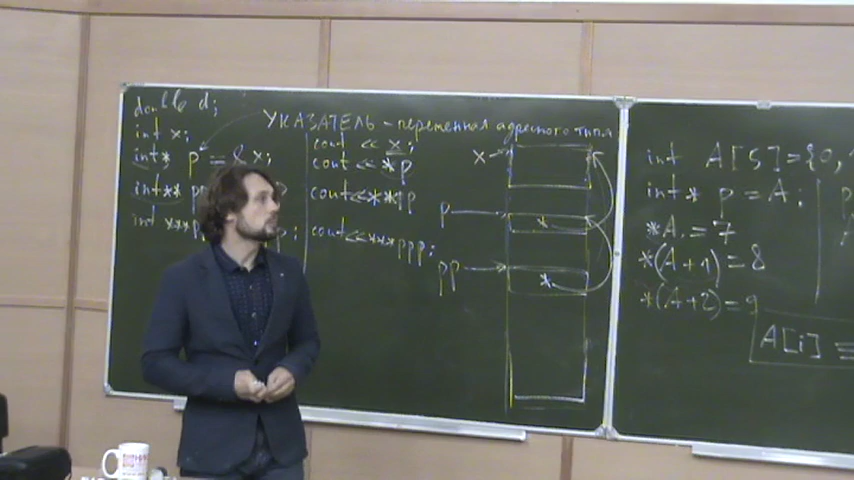 double d;
УКАЗАТЕЛЬ - переменная адресного типа
int x;
int* p = &x;
int** pp
int ***p p;
cout << x;
cout << *p
cout<<**pp
cout<<***ppp;
x
p
*
pp
*
int A[5]={0,
int* p = A;
*A = 7
*(A+1)=8
*(A+2)=9
p
A
A[i] ≡